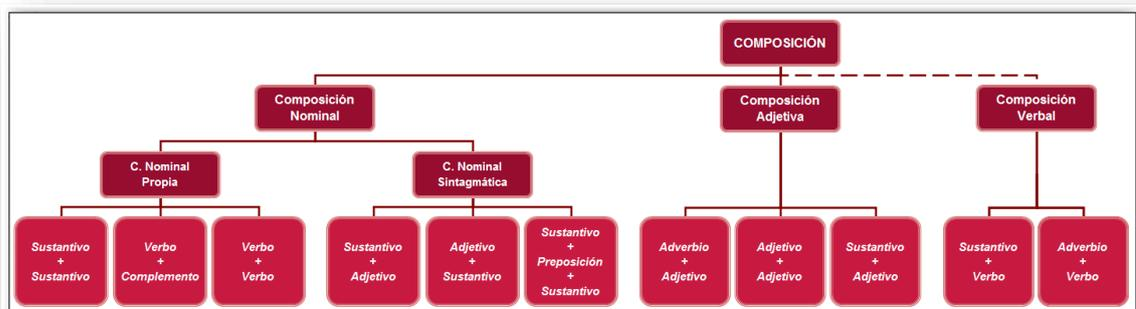 COMPOSICIÓN
Composición
Nominal
Composición
Adjetiva
Composición
Verbal
C. Nominal
Propia
C. Nominal
Sintagmática
Sustantivo
+
Sustantivo
Verbo
+
Complemento
Verbo
+
Verbo
Sustantivo
+
Adjetivo
Adjetivo
+
Sustantivo
Sustantivo
+
Preposición
+
Sustantivo
Adverbio
+
Adjetivo
Adjetivo
+
Adjetivo
Sustantivo
+
Adjetivo
Sustantivo
+
Verbo
Adverbio
+
Verbo